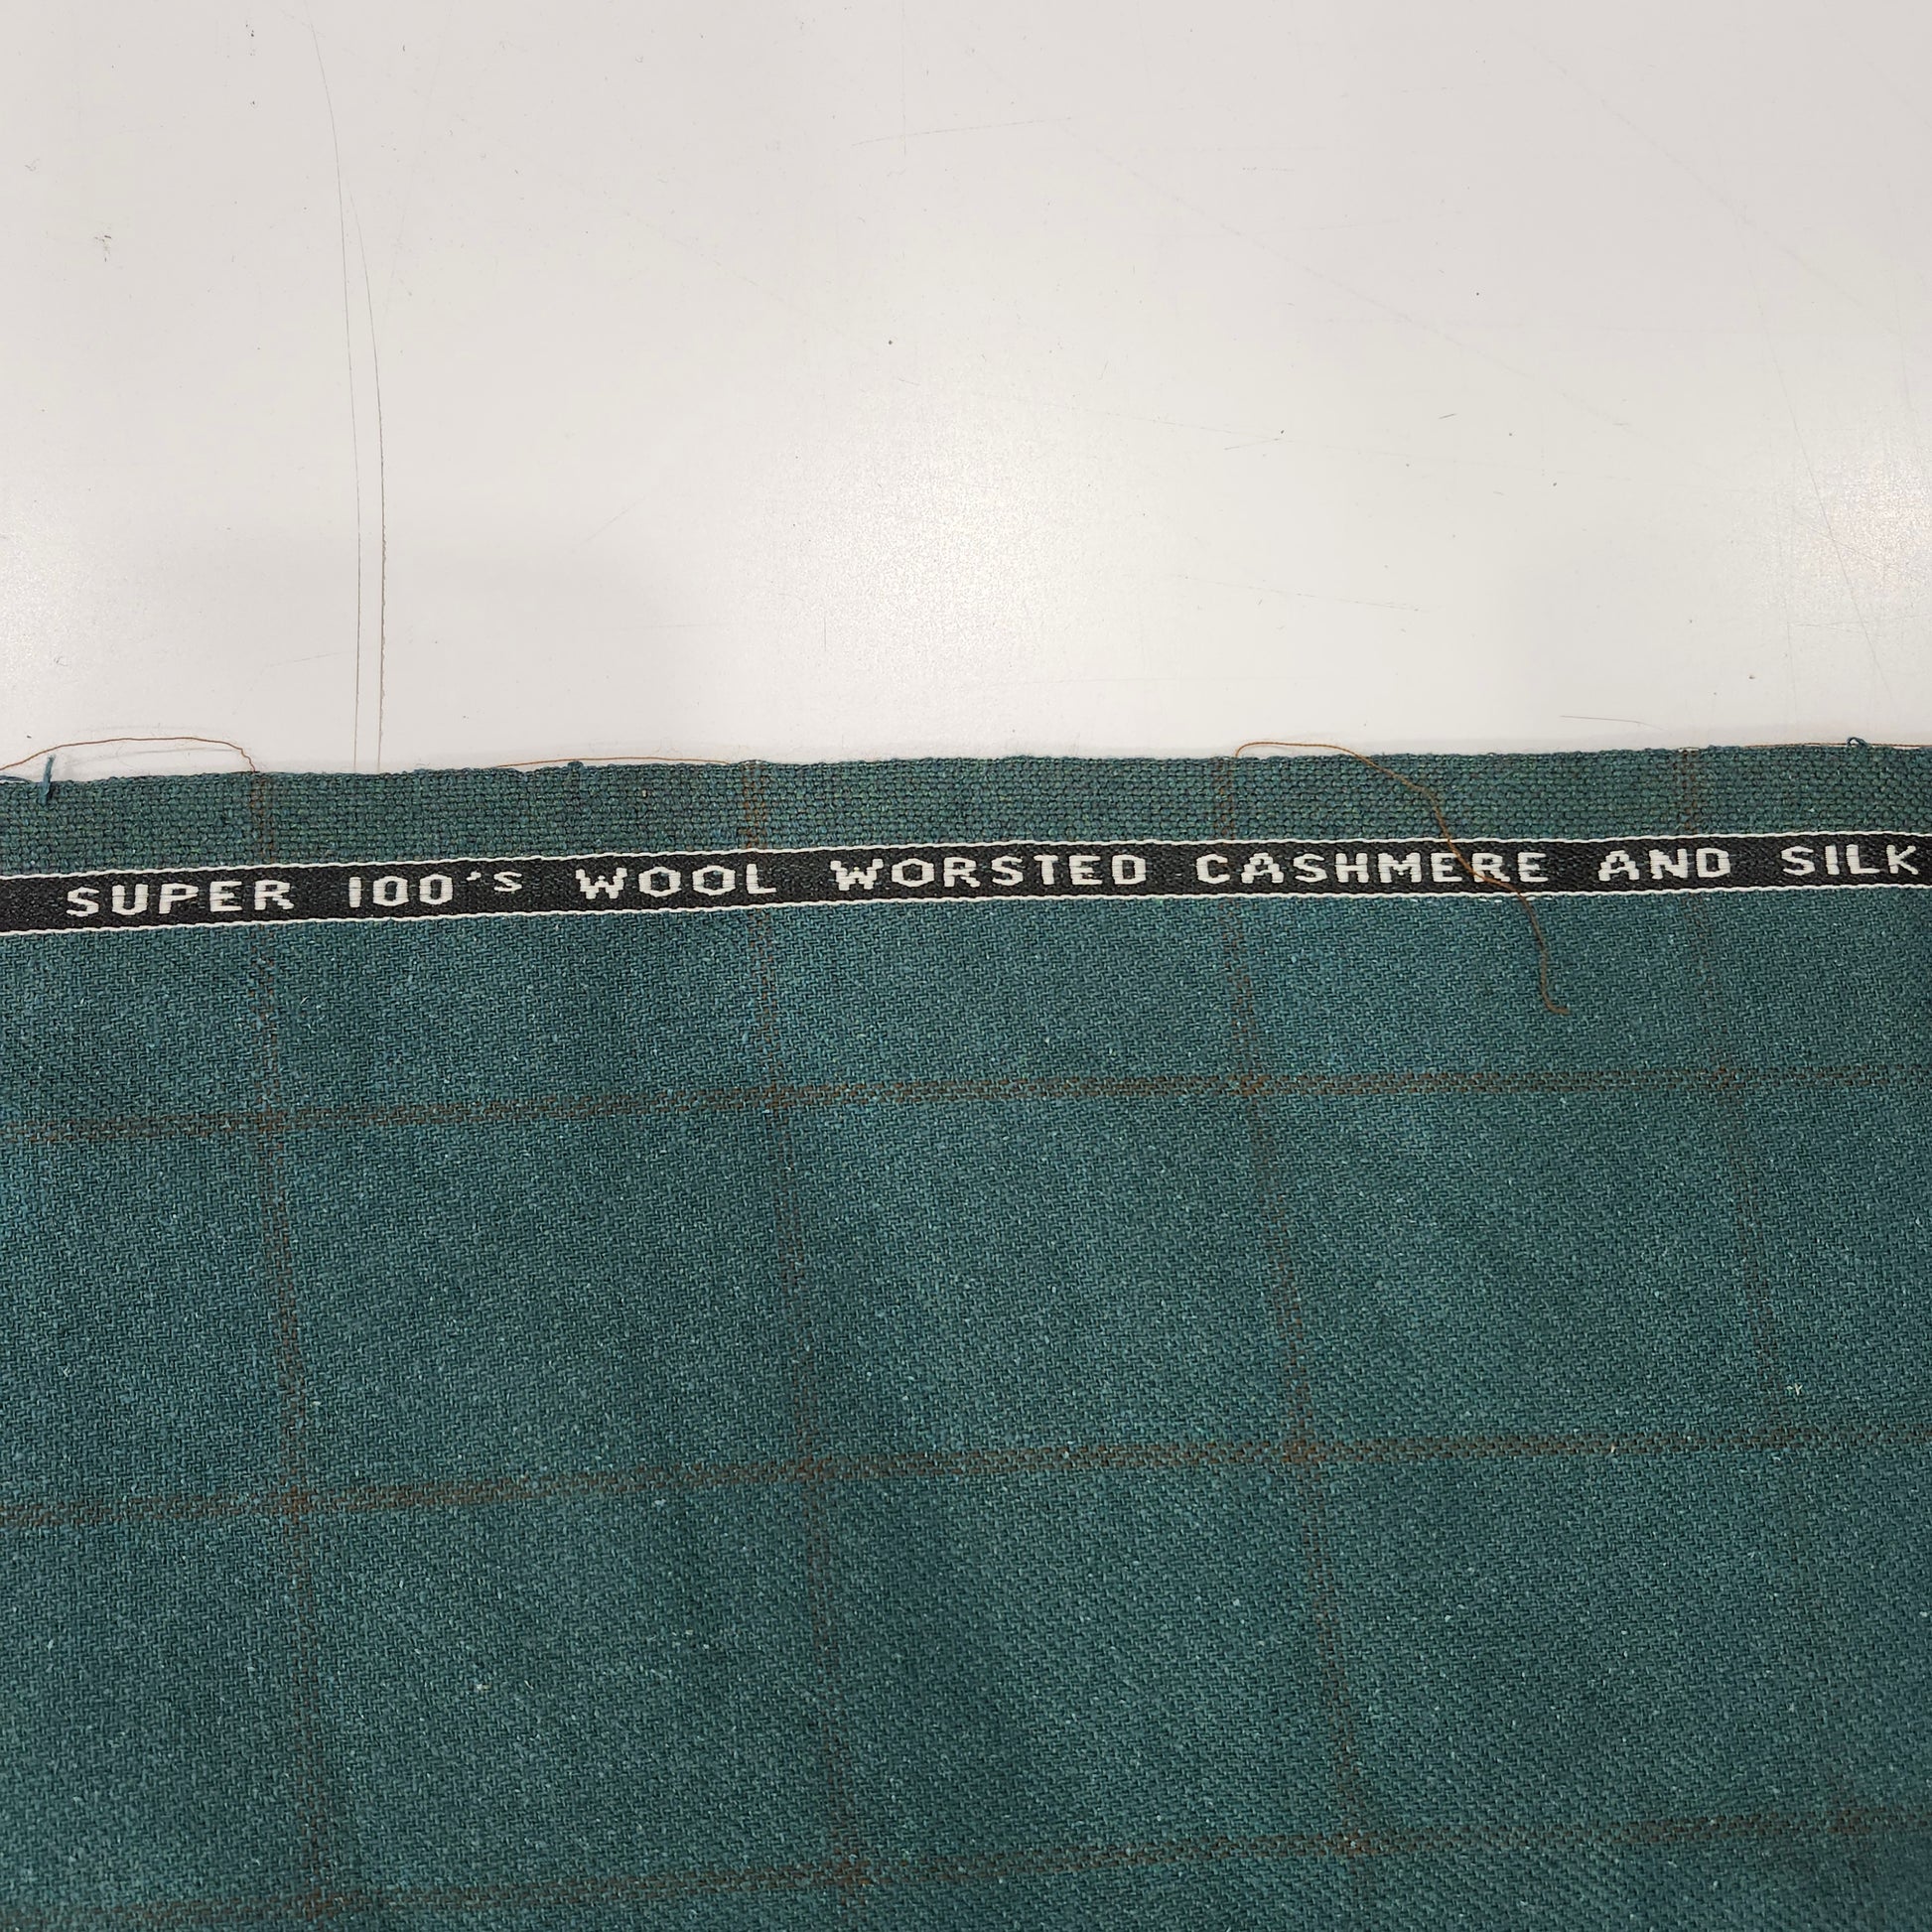 SUPER 100's WOOL WORSTED CASHMERE AND SILK